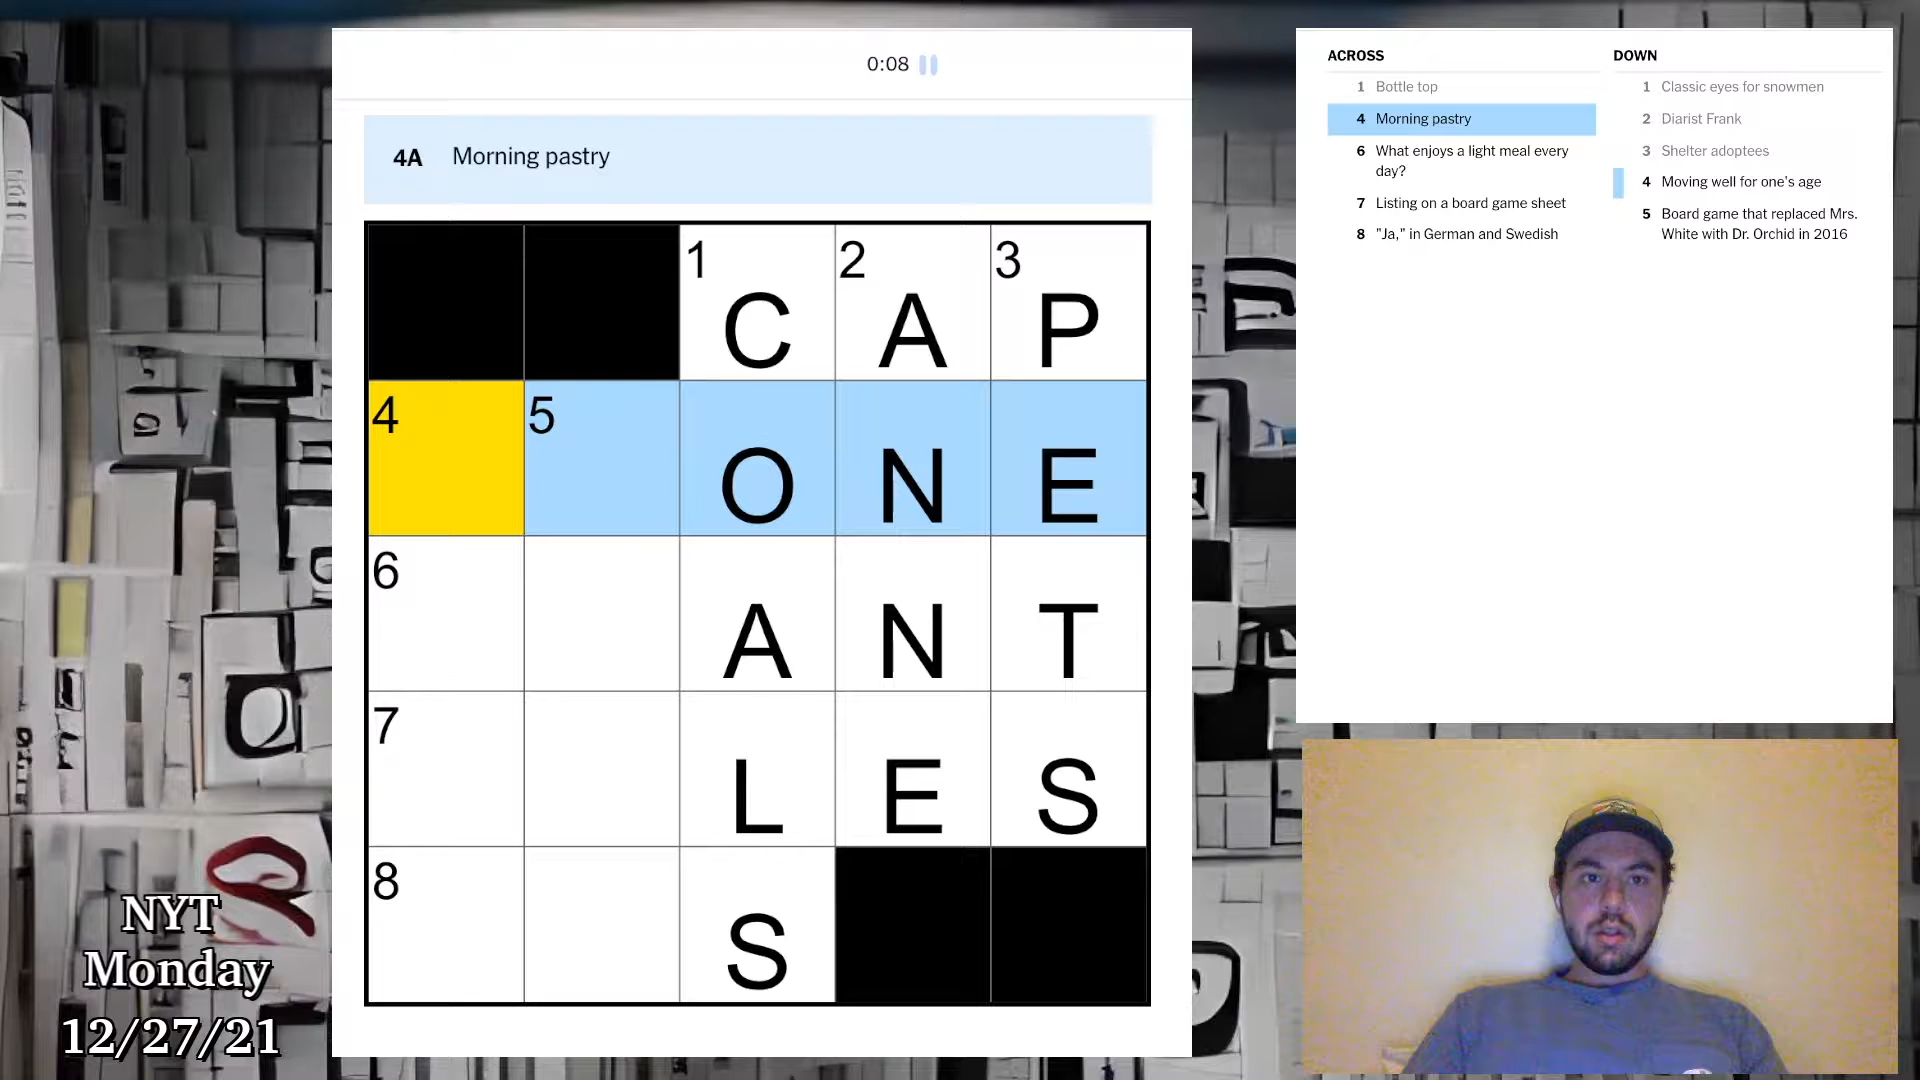 0:08
4A Morning pastry
1 2 3
C A P
4 5
O N E
6
A N T
7
L E S
8
S
ACROSS
1 Bottle top
4 Morning pastry
6 What enjoys a light meal every
day?
7 Listing on a board game sheet
8 "Ja," in German and Swedish
DOWN
1 Classic eyes for snowmen
2 Diarist Frank
3 Shelter adoptees
4 Moving well for one's age
5 Board game that replaced Mrs.
White with Dr. Orchid in 2016
NYT
Monday
12/27/21